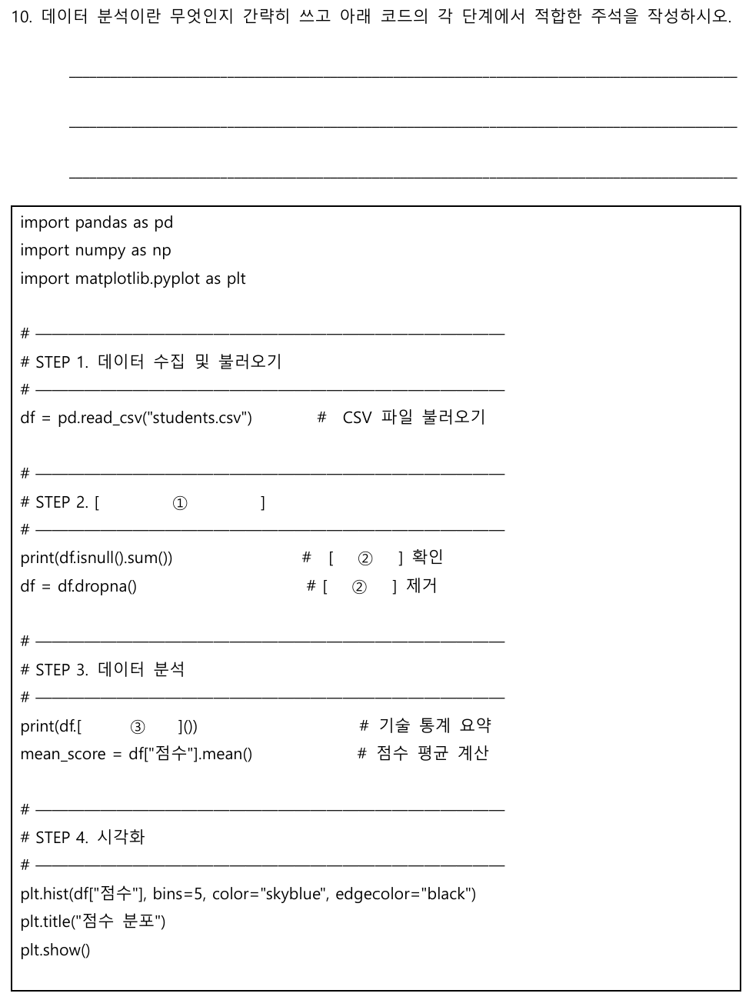 10. 데이터 분석이란 무엇인지 간략히 쓰고 아래 코드의 각 단계에서 적합한 주석을 작성하시오.
import pandas as pd
import numpy as np
import matplotlib.pyplot as plt
# ─────────────────────────────
# STEP 1. 데이터 수집 및 불러오기
# ─────────────────────────────
df = pd.read_csv("students.csv") # CSV 파일 불러오기
# ─────────────────────────────
# STEP 2. [ ① ]
# ─────────────────────────────
print(df.isnull().sum()) # [ ② ] 확인
df = df.dropna() # [ ② ] 제거
# ─────────────────────────────
# STEP 3. 데이터 분석
# ─────────────────────────────
print(df.[ ③ ]()) # 기술 통계 요약
mean_score = df["점수"].mean() # 점수 평균 계산
# ─────────────────────────────
# STEP 4. 시각화
# ─────────────────────────────
plt.hist(df["점수"], bins=5, color="skyblue", edgecolor="black")
plt.title("점수 분포")
plt.show()